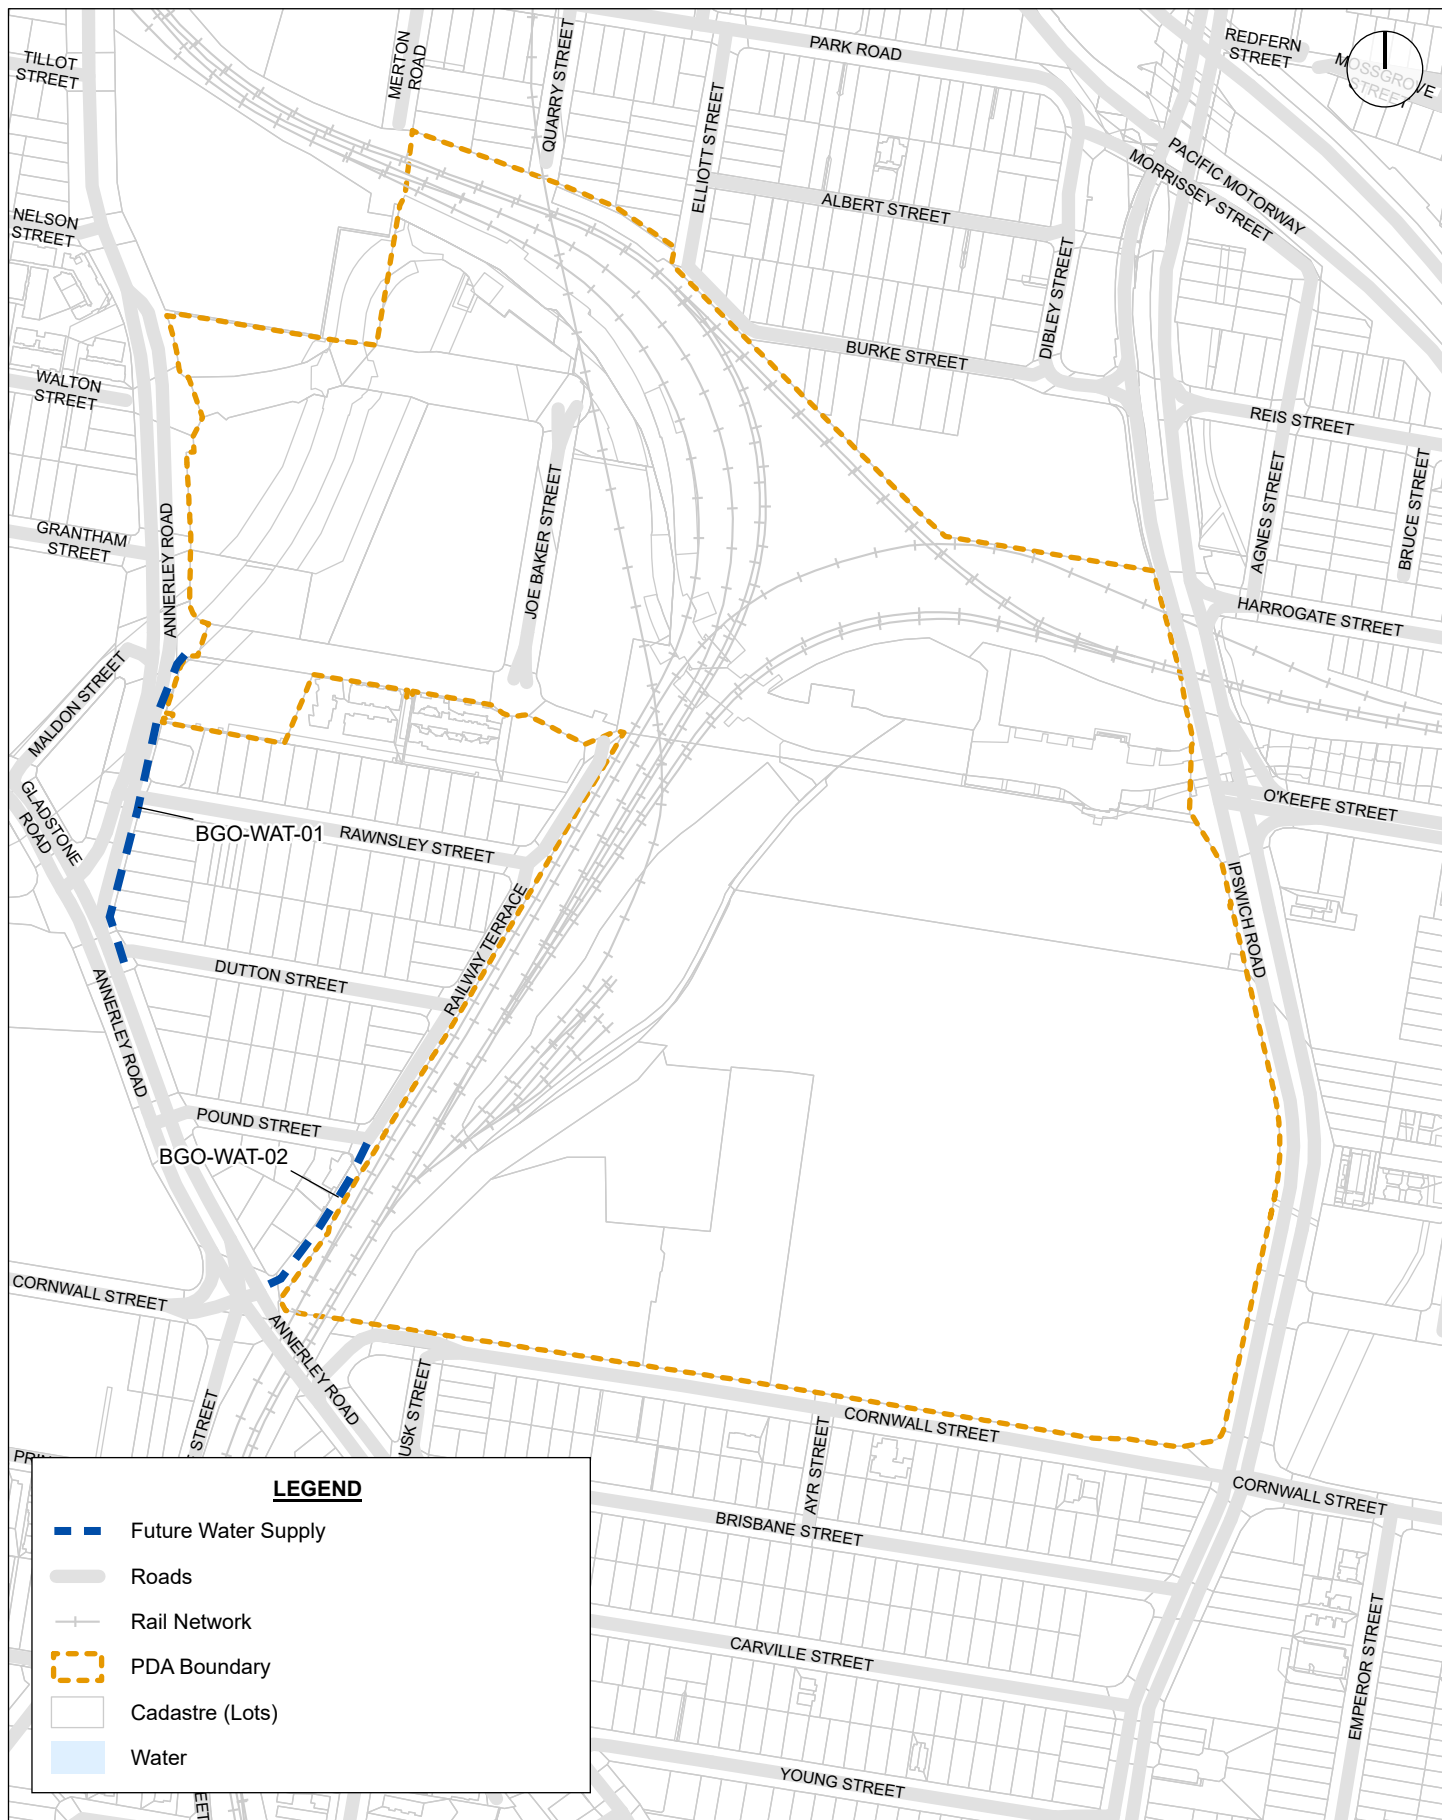 PARK ROAD
REDFERN
STREET
MOSSGROVE
STREET
TILLOT
STREET
MERTON
ROAD
QUARRY STREET
ELLIOTT STREET
PACIFIC MOTORWAY
MORRISSEY STREET
ALBERT STREET
NELSON
STREET
DIBLEY STREET
BURKE STREET
WALTON
STREET
REIS STREET
AGNES STREET
BRUCE STREET
JOE BAKER STREET
ANNERLEY ROAD
GRANTHAM
STREET
HARROGATE STREET
MALDON STREET
GLADSTONE
ROAD
O'KEEFE STREET
BGO-WAT-01
RAWNSLEY STREET
IPSWICH ROAD
RAILWAY TERRACE
DUTTON STREET
ANNERLEY ROAD
POUND STREET
BGO-WAT-02
CORNWALL STREET
ANNERLEY ROAD
USK STREET
STREET
CORNWALL STREET
AYR STREET
CORNWALL STREET
BRISBANE STREET
EMPEROR STREET
CARVILLE STREET
YOUNG STREET
LEGEND
Future Water Supply
Roads
Rail Network
PDA Boundary
Cadastre (Lots)
Water